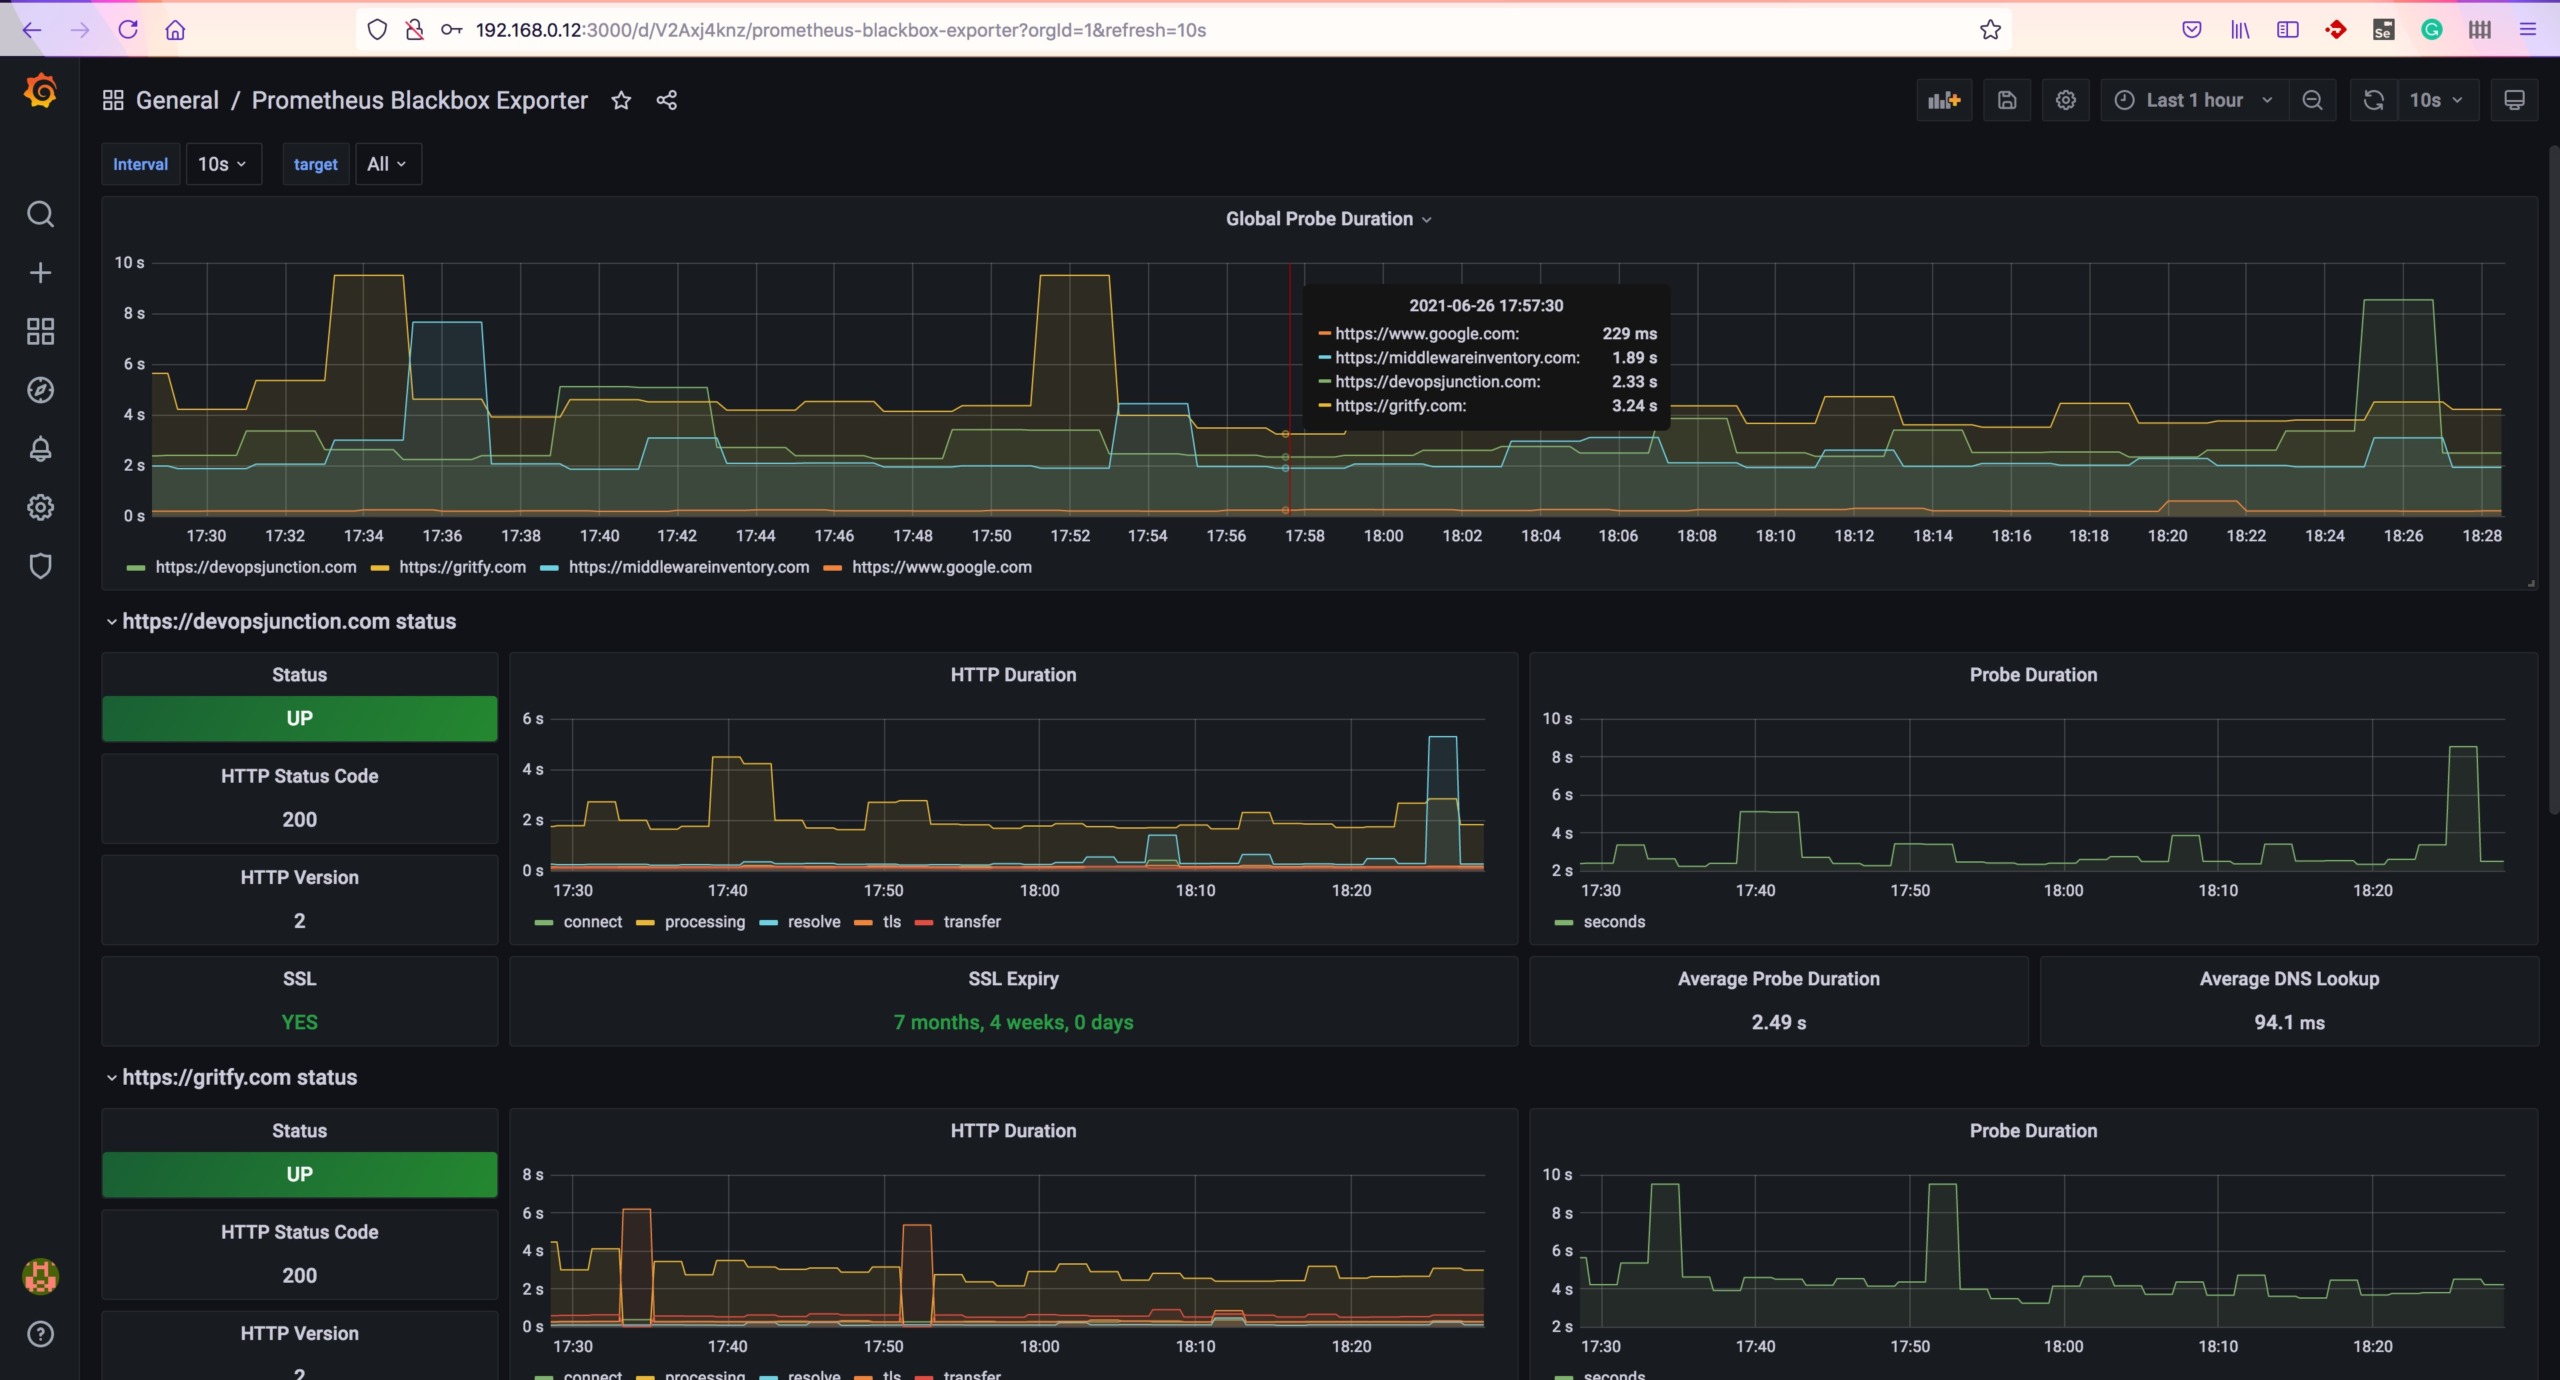 192.168.0.12:3000/d/V2Axj4knz/prometheus-blackbox-exporter?orgId=1&refresh=10s
Se
General / Prometheus Blackbox Exporter
Last 1 hour
10s
Interval 10s target All
Global Probe Duration
10 s
8 s
6 s
4 s
2 s
0 s
2021-06-26 17:57:30
https://www.google.com: 229 ms
https://middlewareinventory.com: 1.89 s
https://devopsjunction.com: 2.33 s
https://gritfy.com: 3.24 s
17:30 17:32 17:34 17:36 17:38 17:40 17:42 17:44 17:46 17:48 17:50 17:52 17:54 17:56 17:58 18:00 18:02 18:04 18:06 18:08 18:10 18:12 18:14 18:16 18:18 18:20 18:22 18:24 18:26 18:28
https://devopsjunction.com https://gritfy.com https://middlewareinventory.com https://www.google.com
https://devopsjunction.com status
Status
UP
HTTP Status Code
200
HTTP Version
2
HTTP Duration
6 s
4 s
2 s
0 s
17:30 17:40 17:50 18:00 18:10 18:20
connect processing resolve tls transfer
Probe Duration
10 s
8 s
6 s
4 s
2 s
17:30 17:40 17:50 18:00 18:10 18:20
seconds
SSL
YES
SSL Expiry
7 months, 4 weeks, 0 days
Average Probe Duration
2.49 s
Average DNS Lookup
94.1 ms
https://gritfy.com status
Status
UP
HTTP Status Code
200
HTTP Version
2
HTTP Duration
8 s
6 s
4 s
2 s
0 s
17:30 17:40 17:50 18:00 18:10 18:20
connect processing resolve tls transfer
Probe Duration
10 s
8 s
6 s
4 s
2 s
17:30 17:40 17:50 18:00 18:10 18:20
seconds